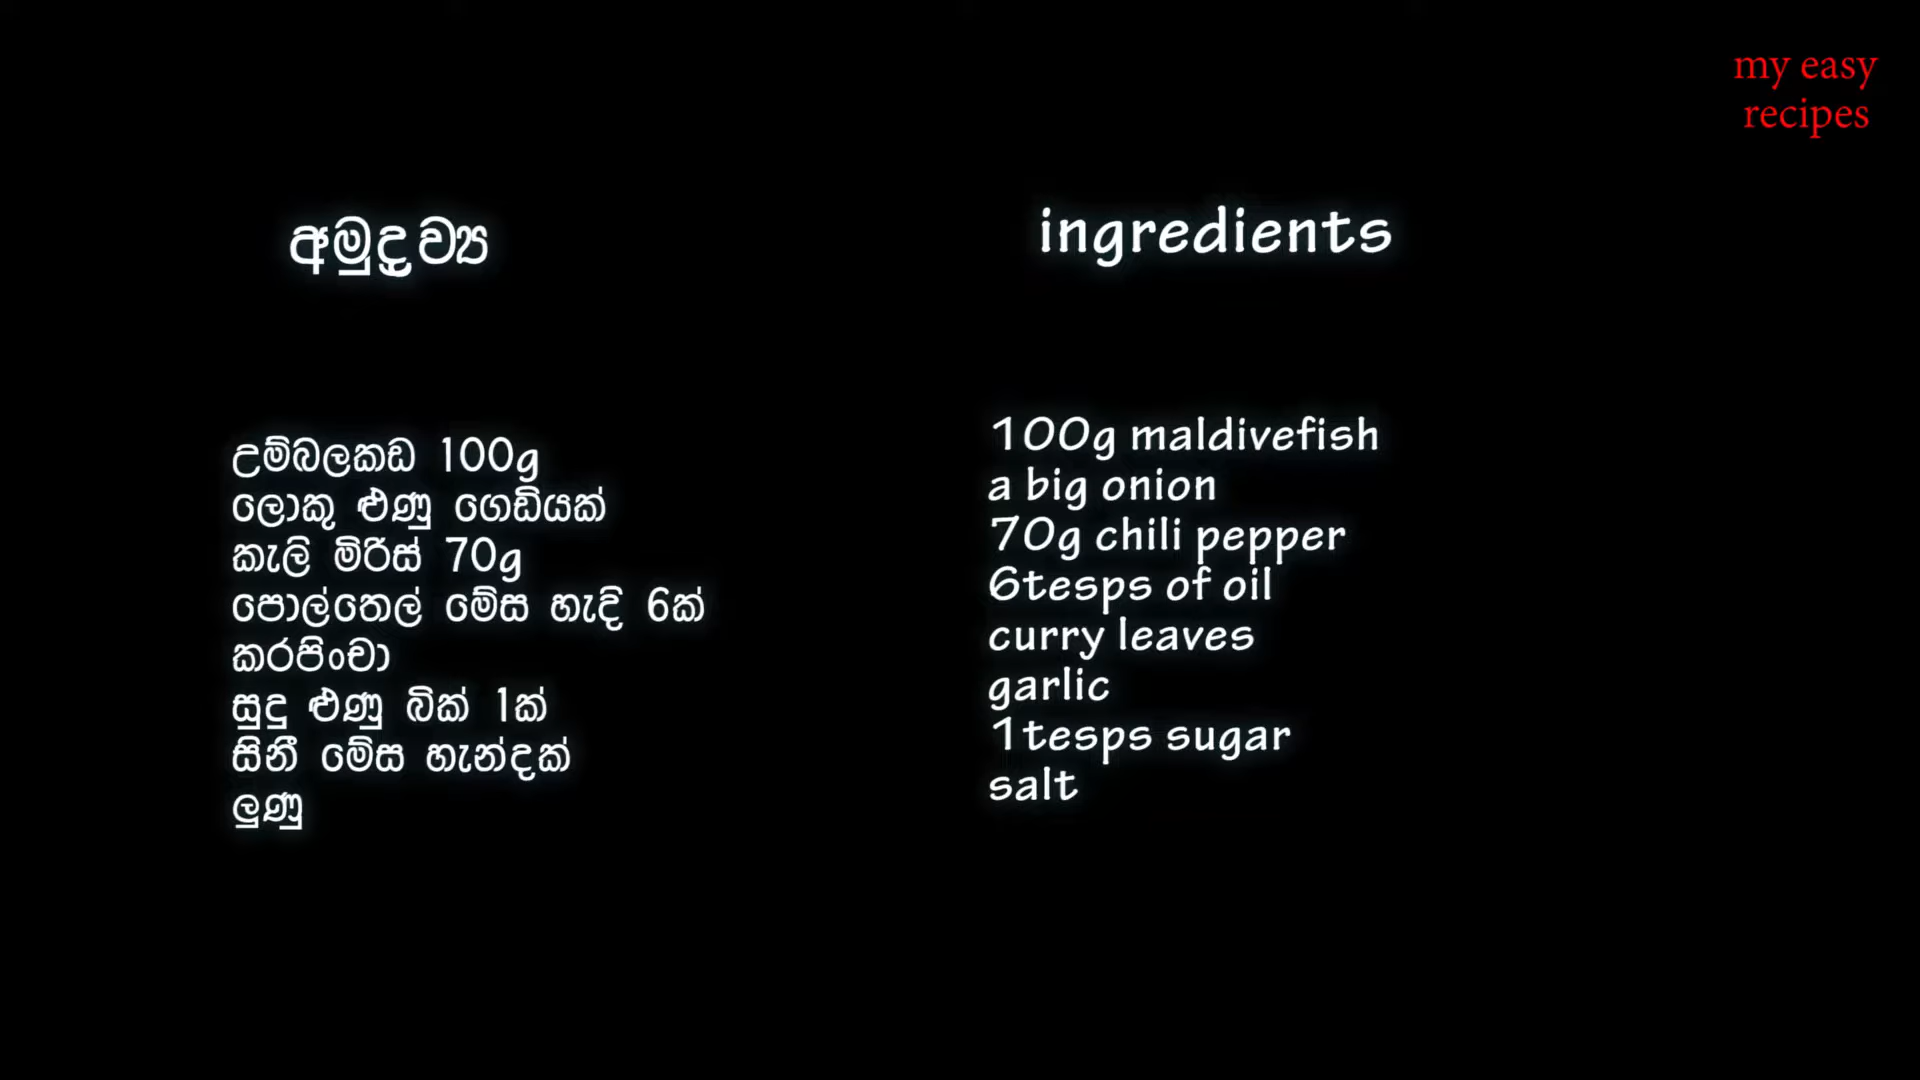 my easy
recipes
අමුද්‍රව්‍ය
උම්බලකඩ 100g
ලොකු ළුණු ගෙඩියක්
කැලි මිරිස් 70g
පොල්තෙල් මේස හැදි 6ක්
කරපිංචා
සුදු ළුණු බික් 1ක්
සිනී මේස හැන්දක්
ලුණු
ingredients
100g maldivefish
a big onion
70g chili pepper
6tesps of oil
curry leaves
garlic
1tesps sugar
salt